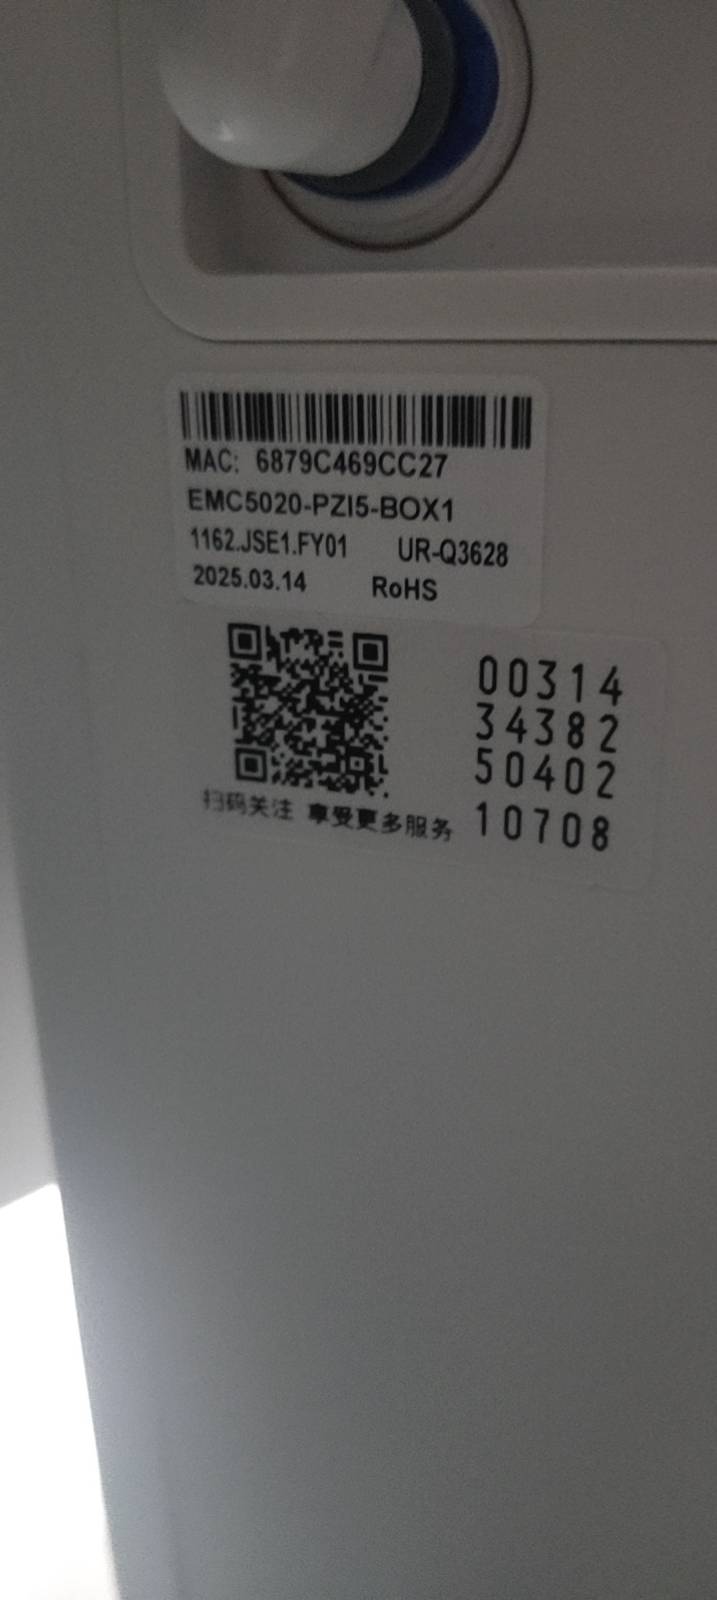 MAC: 6879C469CC27
EMC5020-PZI5-BOX1
1162.JSE1.FY01 UR-Q3628
2025.03.14 RoHS
00314
34382
50402
10708
扫码关注 享受更多服务